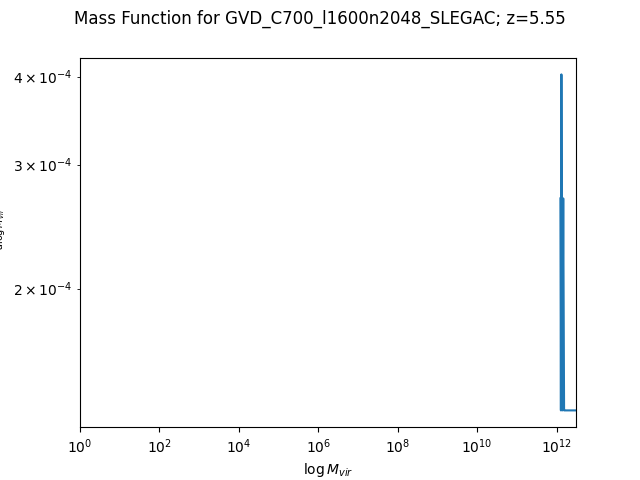 Mass Function for GVD_C700_l1600n2048_SLEGAC; z=5.55
4 × 10⁻⁴
3 × 10⁻⁴
2 × 10⁻⁴
10⁰ 10² 10⁴ 10⁶ 10⁸ 10¹⁰ 10¹²
log M_vir